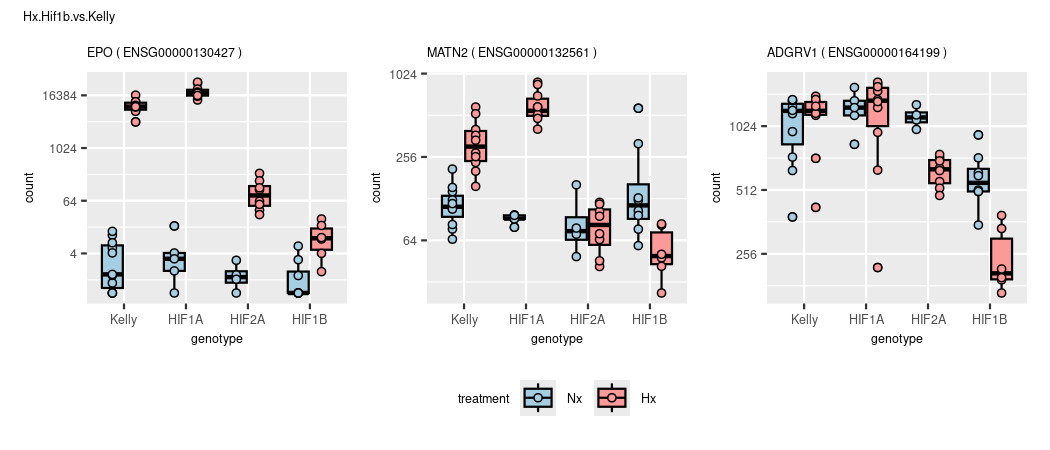 Hx.Hif1b.vs.Kelly
EPO ( ENSG00000130427 )
MATN2 ( ENSG00000132561 )
ADGRV1 ( ENSG00000164199 )
16384
1024
64
4
count
Kelly HIF1A HIF2A HIF1B
genotype
1024
256
64
count
Kelly HIF1A HIF2A HIF1B
genotype
1024
512
256
count
Kelly HIF1A HIF2A HIF1B
genotype
treatment Nx Hx